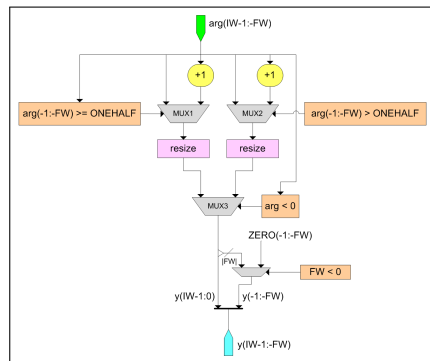 arg(IW-1:-FW)
+1
+1
arg(-1:-FW) >= ONEHALF
MUX1
MUX2
arg(-1:-FW) > ONEHALF
resize
resize
MUX3
arg < 0
ZERO(-1:-FW)
|FW|
FW < 0
y(IW-1:0)
y(-1:-FW)
y(IW-1:-FW)